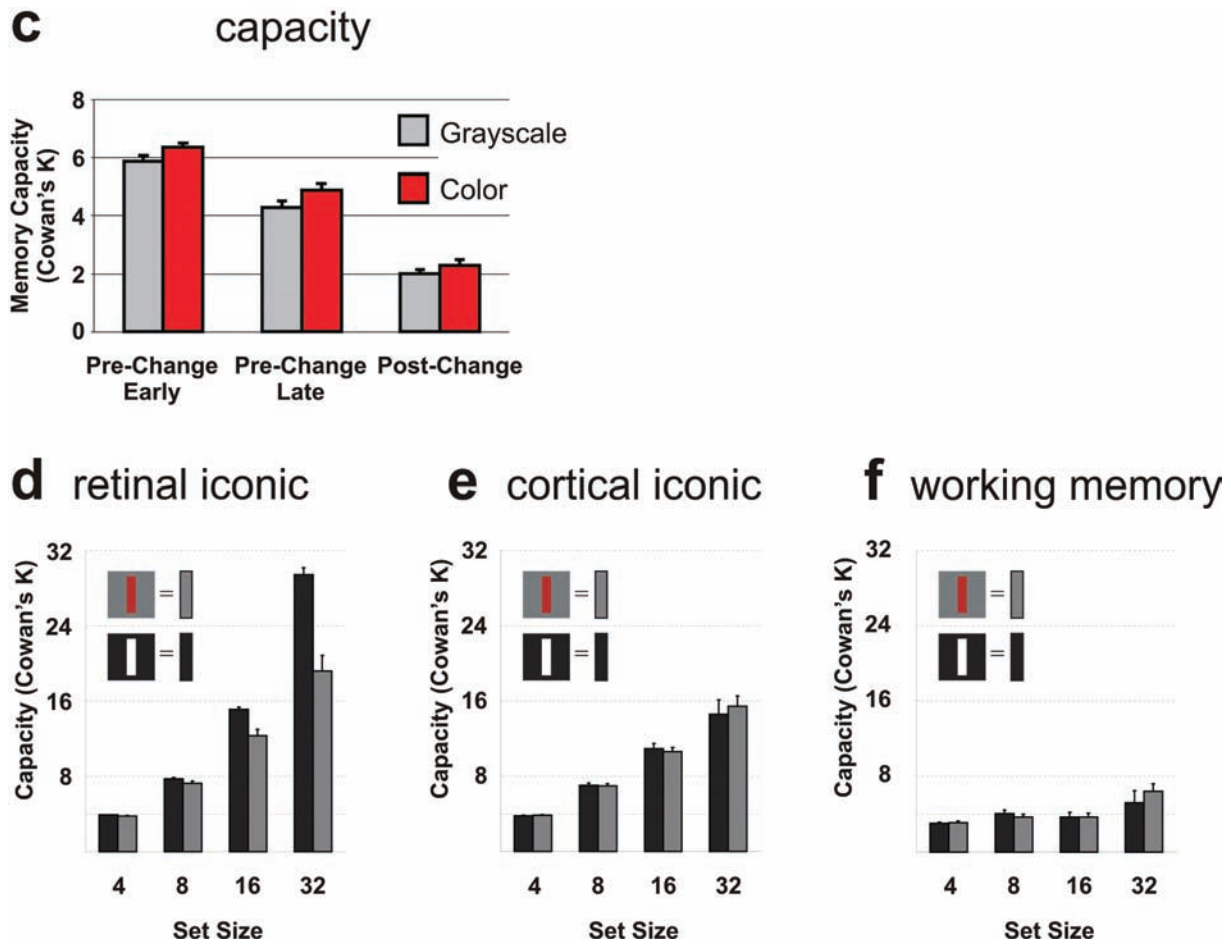 c capacity
8
6
4
2
0
Memory Capacity
(Cowan's K)
Grayscale
Color
Pre-Change
Early
Pre-Change
Late
Post-Change
d retinal iconic
32
24
16
8
Capacity (Cowan's K)
=
=
4 8 16 32
Set Size
e cortical iconic
32
24
16
8
Capacity (Cowan's K)
=
=
4 8 16 32
Set Size
f working memory
32
24
16
8
Capacity (Cowan's K)
=
=
4 8 16 32
Set Size